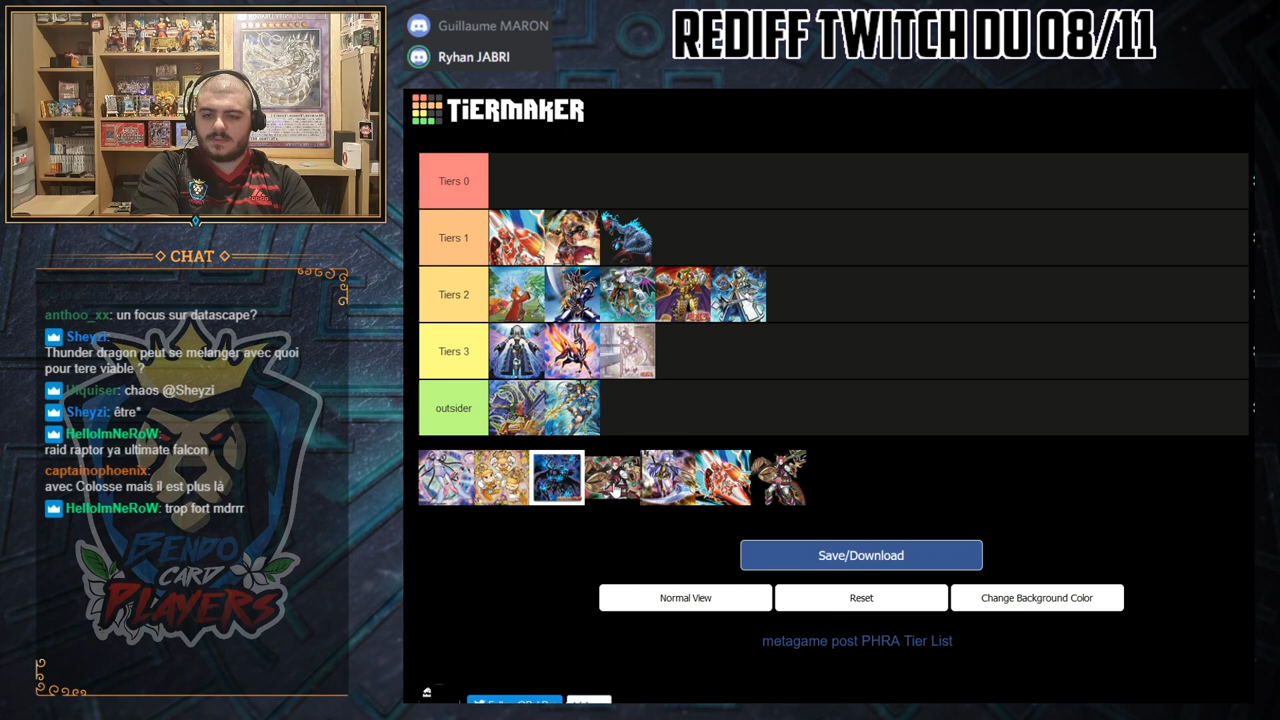 Guillaume MARON
Ryhan JABRI
REDIFF TWITCH DU 08/11
TiERMAKER
Tiers 0
Tiers 1
Tiers 2
Tiers 3
outsider
CHAT
anthoo_xx: un focus sur datascape?
Sheyzi:
Thunder dragon peut se melanger avec quoi
pour tere viable ?
Ulquiser: chaos @Sheyzi
Sheyzi: être*
HelloImNeRoW:
raid raptor ya ultimate falcon
captainophoenix:
avec Colosse mais il est plus là
HelloImNeRoW: trop fort mdrrr
BENDO
CARD
PLAYERS
Save/Download
Normal View
Reset
Change Background Color
metagame post PHRA Tier List